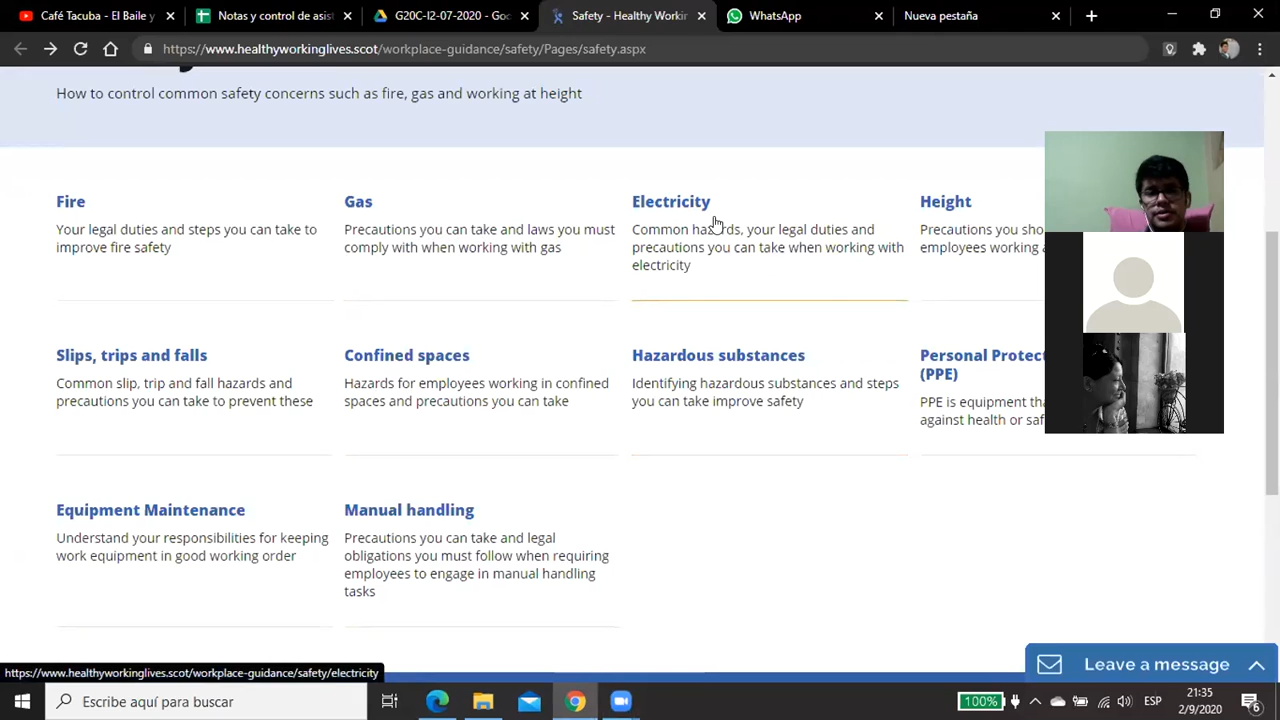 Café Tacuba - El Baile y
Notas y control de asist
G20C-I2-07-2020 - Goo
Safety - Healthy Workin
WhatsApp
Nueva pestaña
https://www.healthyworkinglives.scot/workplace-guidance/safety/Pages/safety.aspx
How to control common safety concerns such as fire, gas and working at height
Fire
Your legal duties and steps you can take to
improve fire safety
Gas
Precautions you can take and laws you must
comply with when working with gas
Electricity
Common hazards, your legal duties and
precautions you can take when working with
electricity
Height
Precautions you sho
employees working a
Slips, trips and falls
Common slip, trip and fall hazards and
precautions you can take to prevent these
Confined spaces
Hazards for employees working in confined
spaces and precautions you can take
Hazardous substances
Identifying hazardous substances and steps
you can take improve safety
Personal Protect
(PPE)
PPE is equipment tha
against health or saf
Equipment Maintenance
Understand your responsibilities for keeping
work equipment in good working order
Manual handling
Precautions you can take and legal
obligations you must follow when requiring
employees to engage in manual handling
tasks
Leave a message
https://www.healthyworkinglives.scot/workplace-guidance/safety/electricity
Escribe aquí para buscar
100%
ESP
21:35
2/9/2020
6